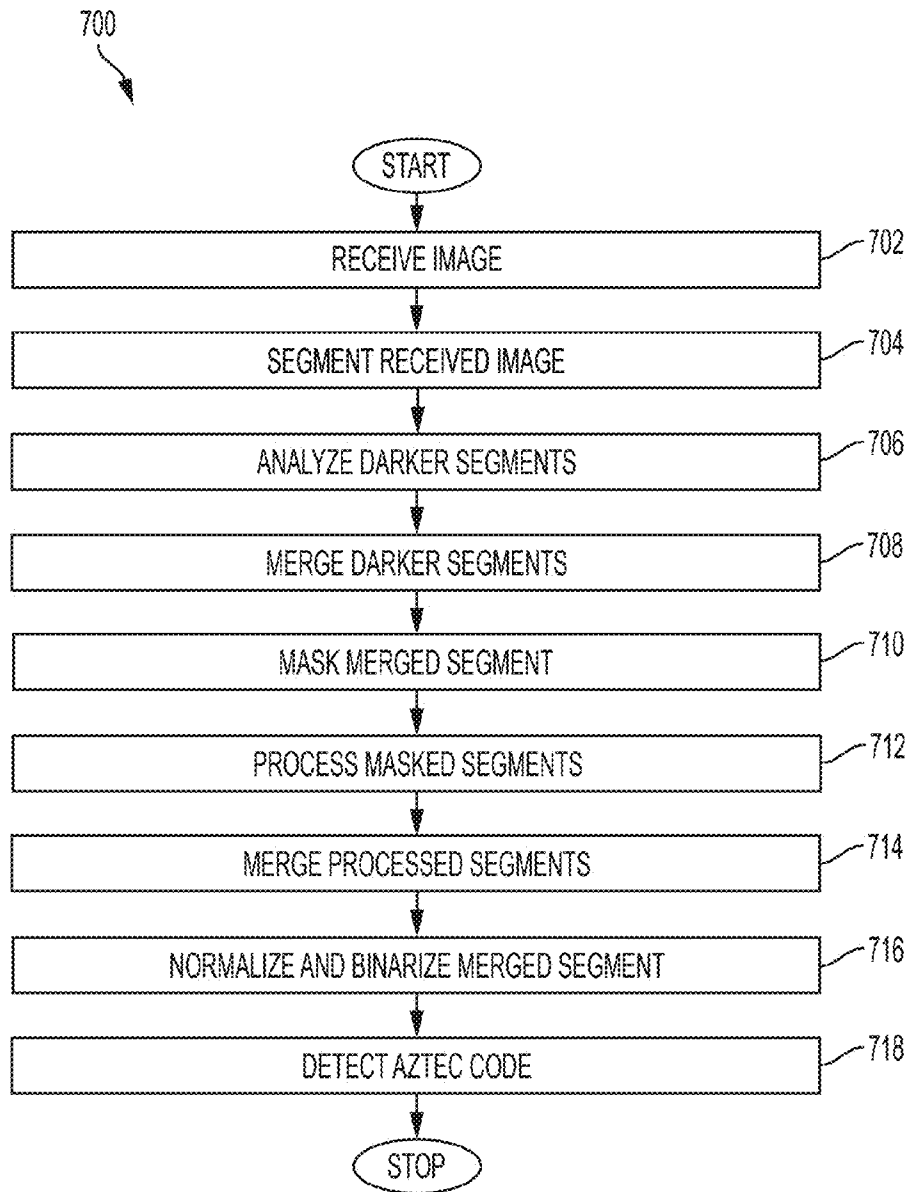 700
START
RECEIVE IMAGE
702
SEGMENT RECEIVED IMAGE
704
ANALYZE DARKER SEGMENTS
706
MERGE DARKER SEGMENTS
708
MASK MERGED SEGMENT
710
PROCESS MASKED SEGMENTS
712
MERGE PROCESSED SEGMENTS
714
NORMALIZE AND BINARIZE MERGED SEGMENT
716
DETECT AZTEC CODE
718
STOP